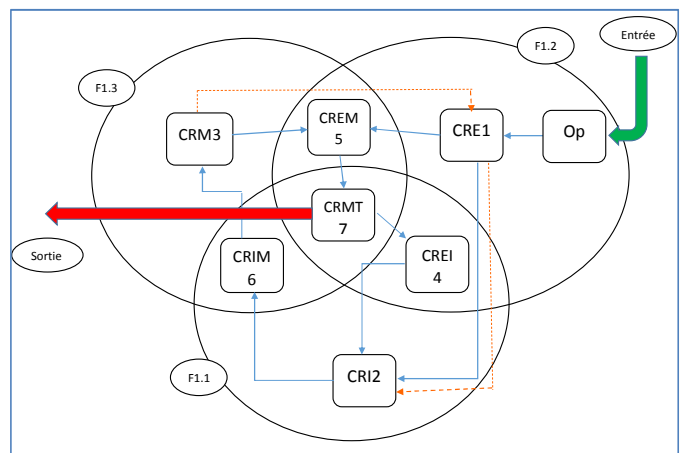 Entrée
F1.2
F1.3
CREM
5
CRE1
Op
CRM3
CRMT
7
Sortie
CRIM
6
CREI
4
F1.1
CRI2